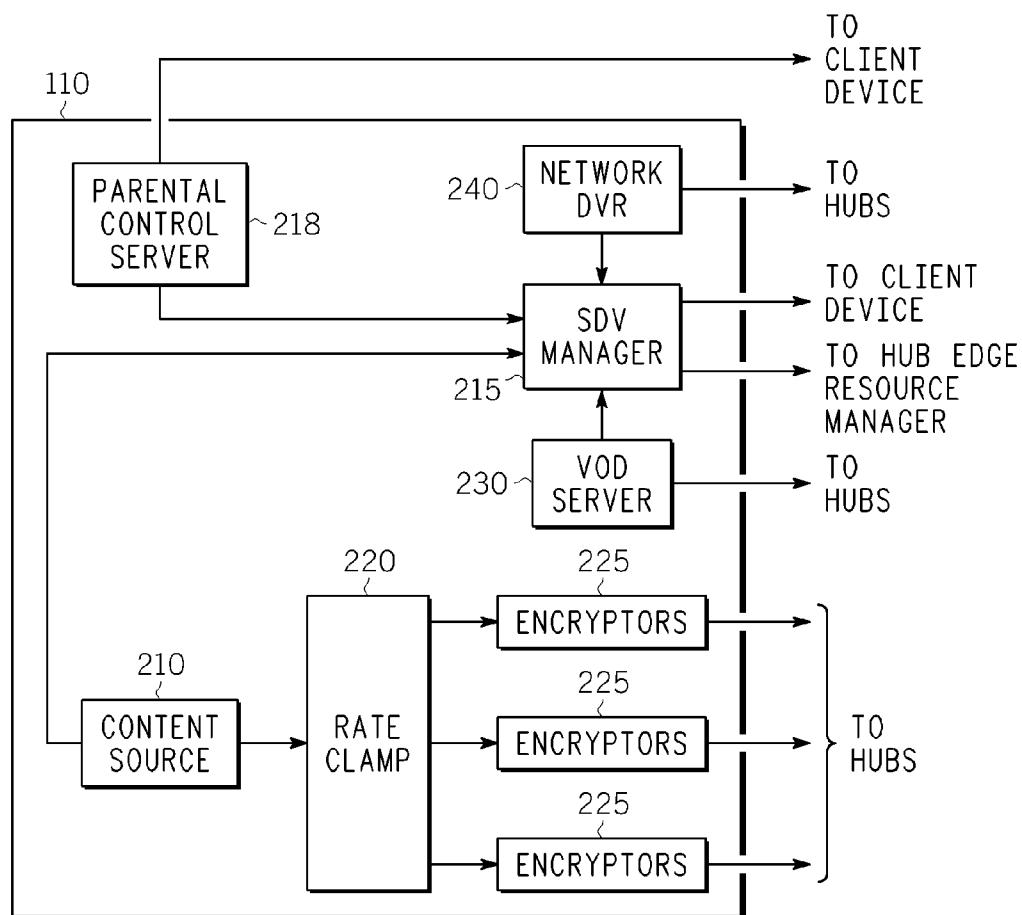 TO
CLIENT
DEVICE
110
PARENTAL
CONTROL
SERVER
218
240
NETWORK
DVR
TO
HUBS
SDV
MANAGER
215
TO CLIENT
DEVICE
TO HUB EDGE
RESOURCE
MANAGER
230
VOD
SERVER
TO
HUBS
220
RATE
CLAMP
225
ENCRYPTORS
210
CONTENT
SOURCE
225
ENCRYPTORS
225
ENCRYPTORS
TO
HUBS